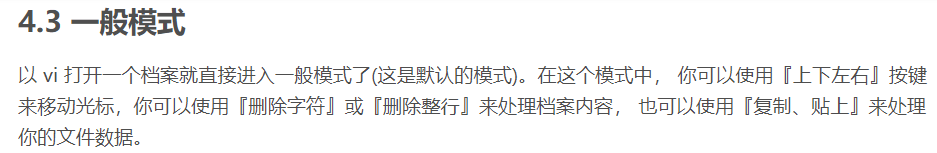 4.3 一般模式
以 vi 打开一个档案就直接进入一般模式了(这是默认的模式)。在这个模式中， 你可以使用『上下左右』按键
来移动光标，你可以使用『删除字符』或『删除整行』来处理档案内容， 也可以使用『复制、贴上』来处理
你的文件数据。